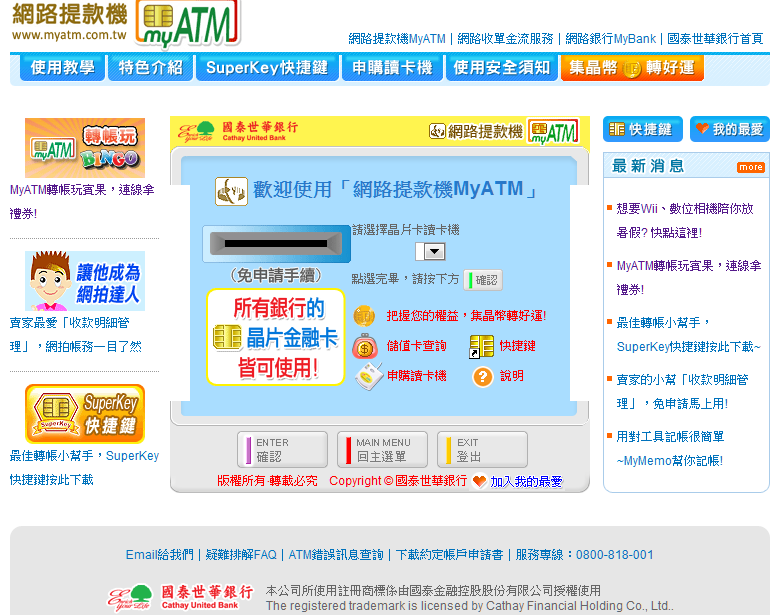 網路提款機
www.myatm.com.tw
myATM
網路提款機MyATM | 網路收單金流服務 | 網路銀行MyBank | 國泰世華銀行首頁
使用教學
特色介紹
SuperKey快捷鍵
申購讀卡機
使用安全須知
集晶幣 轉好運
轉帳玩
myATM
BINGO
MyATM轉帳玩賓果，連線拿
禮券!
讓他成為
網拍達人
賣家最愛「收款明細管
理」，網拍帳務一目了然
SuperKey
SuperKey
快捷鍵
最佳轉帳小幫手，SuperKey
快捷鍵按此下載
Enjoy Your Life
國泰世華銀行
Cathay United Bank
網路提款機
myATM
歡迎使用「網路提款機MyATM」
請選擇晶片卡讀卡機
(免申請手續)
點選完畢，請按下方
確認
所有銀行的
晶片金融卡
皆可使用!
把握您的權益，集晶幣轉好運!
儲值卡查詢
快捷鍵
申購讀卡機
?
說明
ENTER
確認
MAIN MENU
回主選單
EXIT
登出
版權所有‧轉載必究 Copyright © 國泰世華銀行
加入我的最愛
快捷鍵
我的最愛
最新消息
more
想要Wii、數位相機陪你放
暑假? 快點這裡!
MyATM轉帳玩賓果，連線拿
禮券!
最佳轉帳小幫手，
SuperKey快捷鍵按此下載~
賣家的小幫「收款明細管
理」，免申請馬上用!
用對工具記帳很簡單
~MyMemo幫你記帳!
Email給我們 | 疑難排解FAQ | ATM錯誤訊息查詢 | 下載約定帳戶申請書 | 服務專線：0800-818-001
Enjoy Your Life
國泰世華銀行
Cathay United Bank
本公司所使用註冊商標係由國泰金融控股股份有限公司授權使用
The registered trademark is licensed by Cathay Financial Holding Co., Ltd..